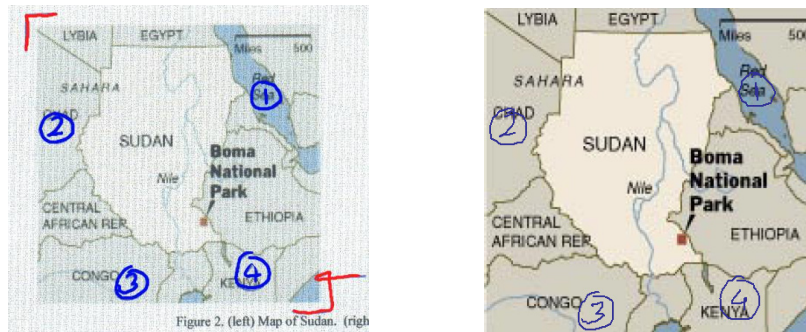 LYBIA
EGYPT
Miles 500
SAHARA
Red
Sea
1
CHAD
2
SUDAN
Boma
National
Park
Nile
CENTRAL
AFRICAN REP.
ETHIOPIA
CONGO
3
4
KENYA
Figure 2. (left) Map of Sudan. (righ
LYBIA
EGYPT
Miles 500
SAHARA
Red
Sea
1
CHAD
2
SUDAN
Boma
National
Park
Nile
CENTRAL
AFRICAN REP.
ETHIOPIA
CONGO
3
4
KENYA